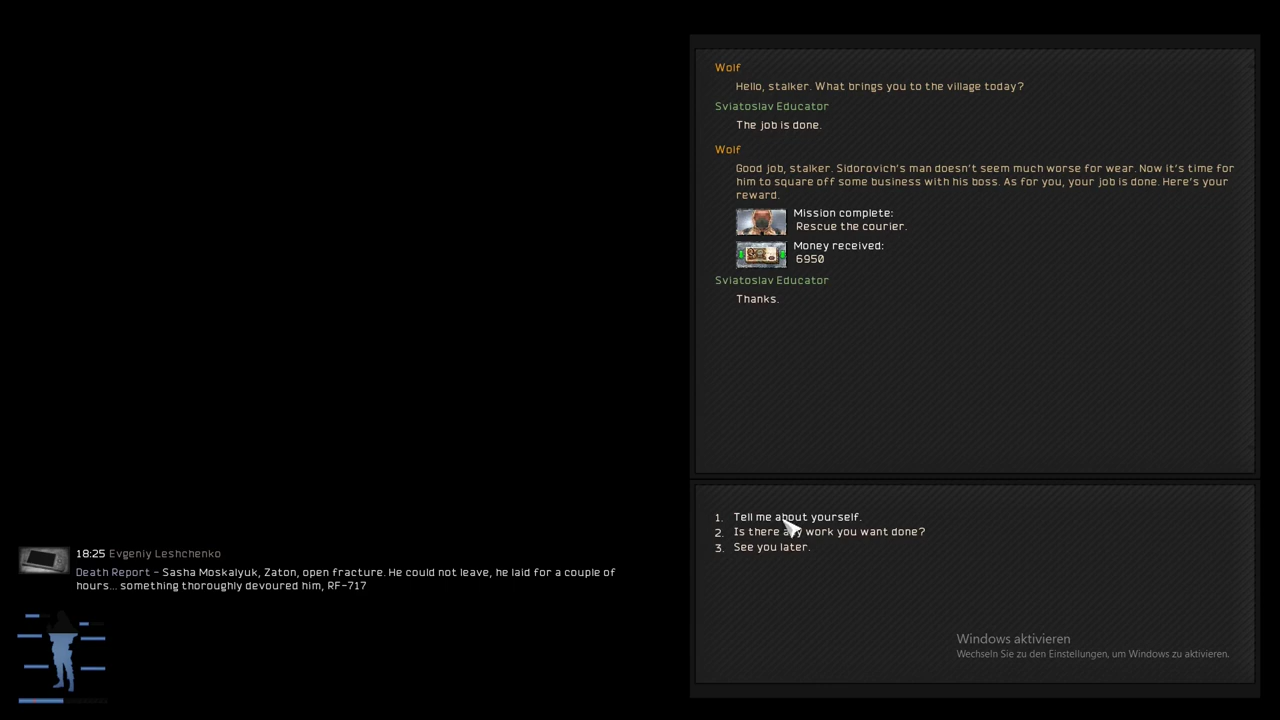 Wolf
Hello, stalker. What brings you to the village today?
Sviatoslav Educator
The job is done.
Wolf
Good job, stalker. Sidorovich's man doesn't seem much worse for wear. Now it's time for
him to square off some business with his boss. As for you, your job is done. Here's your
reward.
Mission complete:
Rescue the courier.
Money received:
6950
Sviatoslav Educator
Thanks.
1. Tell me about yourself.
2. Is there any work you want done?
3. See you later.
18:25 Evgeniy Leshchenko
Death Report - Sasha Moskalyuk, Zaton, open fracture. He could not leave, he laid for a couple of
hours... something thoroughly devoured him, RF-717
Windows aktivieren
Wechseln Sie zu den Einstellungen, um Windows zu aktivieren.